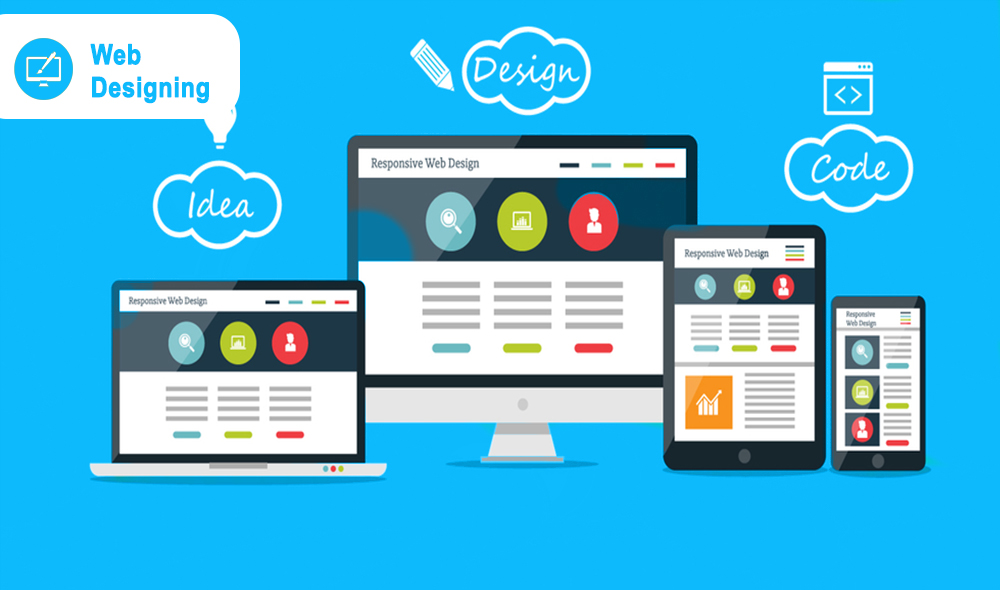 Web
Designing
Design
Code
Idea
Responsive Web Design
Responsive Web Design
Responsive Web Design
Responsive
Web Design